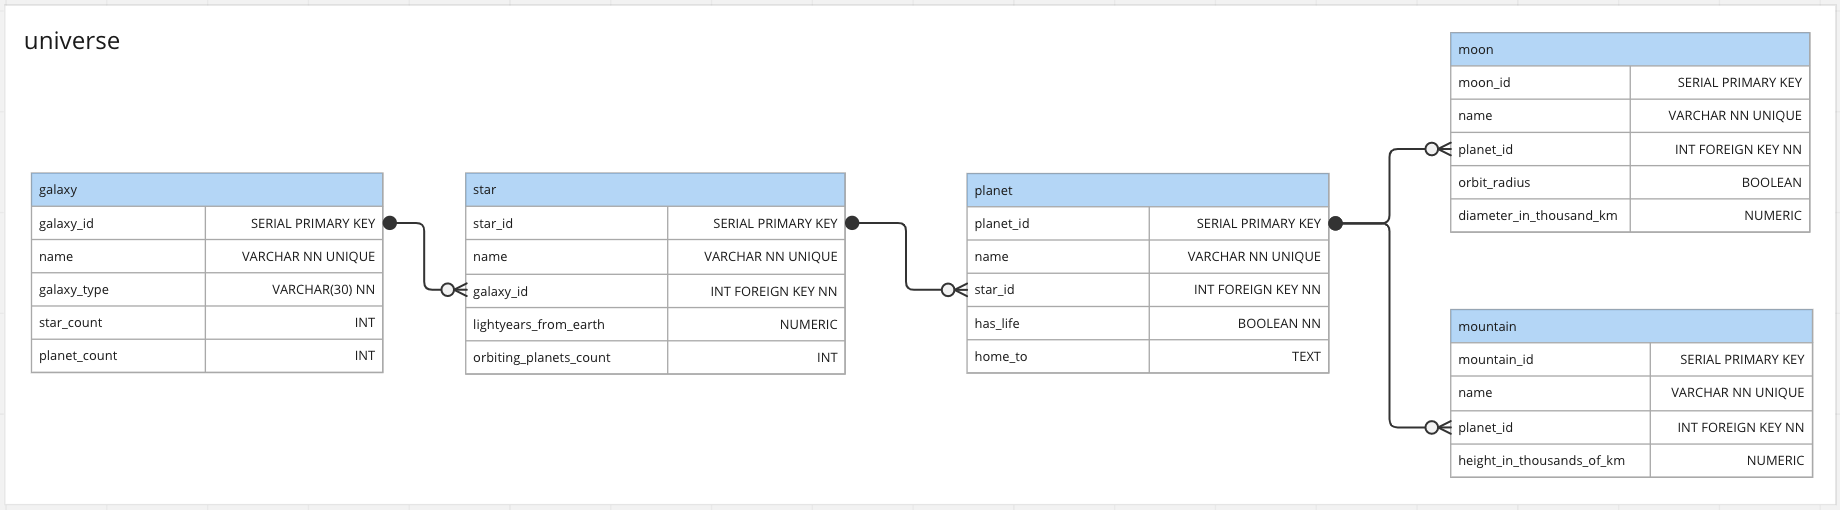 universe
galaxy
galaxy_id SERIAL PRIMARY KEY
name VARCHAR NN UNIQUE
galaxy_type VARCHAR(30) NN
star_count INT
planet_count INT
star
star_id SERIAL PRIMARY KEY
name VARCHAR NN UNIQUE
galaxy_id INT FOREIGN KEY NN
lightyears_from_earth NUMERIC
orbiting_planets_count INT
planet
planet_id SERIAL PRIMARY KEY
name VARCHAR NN UNIQUE
star_id INT FOREIGN KEY NN
has_life BOOLEAN NN
home_to TEXT
moon
moon_id SERIAL PRIMARY KEY
name VARCHAR NN UNIQUE
planet_id INT FOREIGN KEY NN
orbit_radius BOOLEAN
diameter_in_thousand_km NUMERIC
mountain
mountain_id SERIAL PRIMARY KEY
name VARCHAR NN UNIQUE
planet_id INT FOREIGN KEY NN
height_in_thousands_of_km NUMERIC